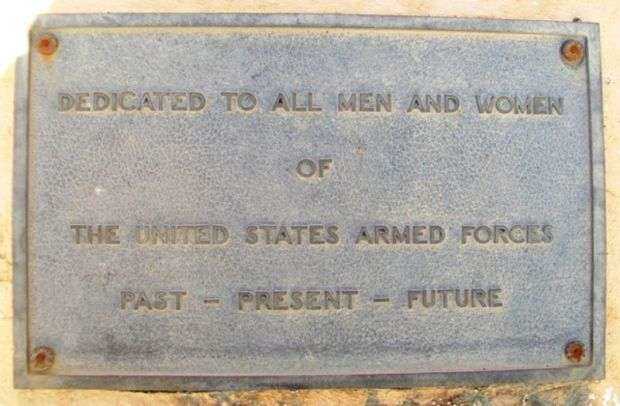 DEDICATED TO ALL MEN AND WOMEN
OF
THE UNITED STATES ARMED FORCES
PAST – PRESENT – FUTURE